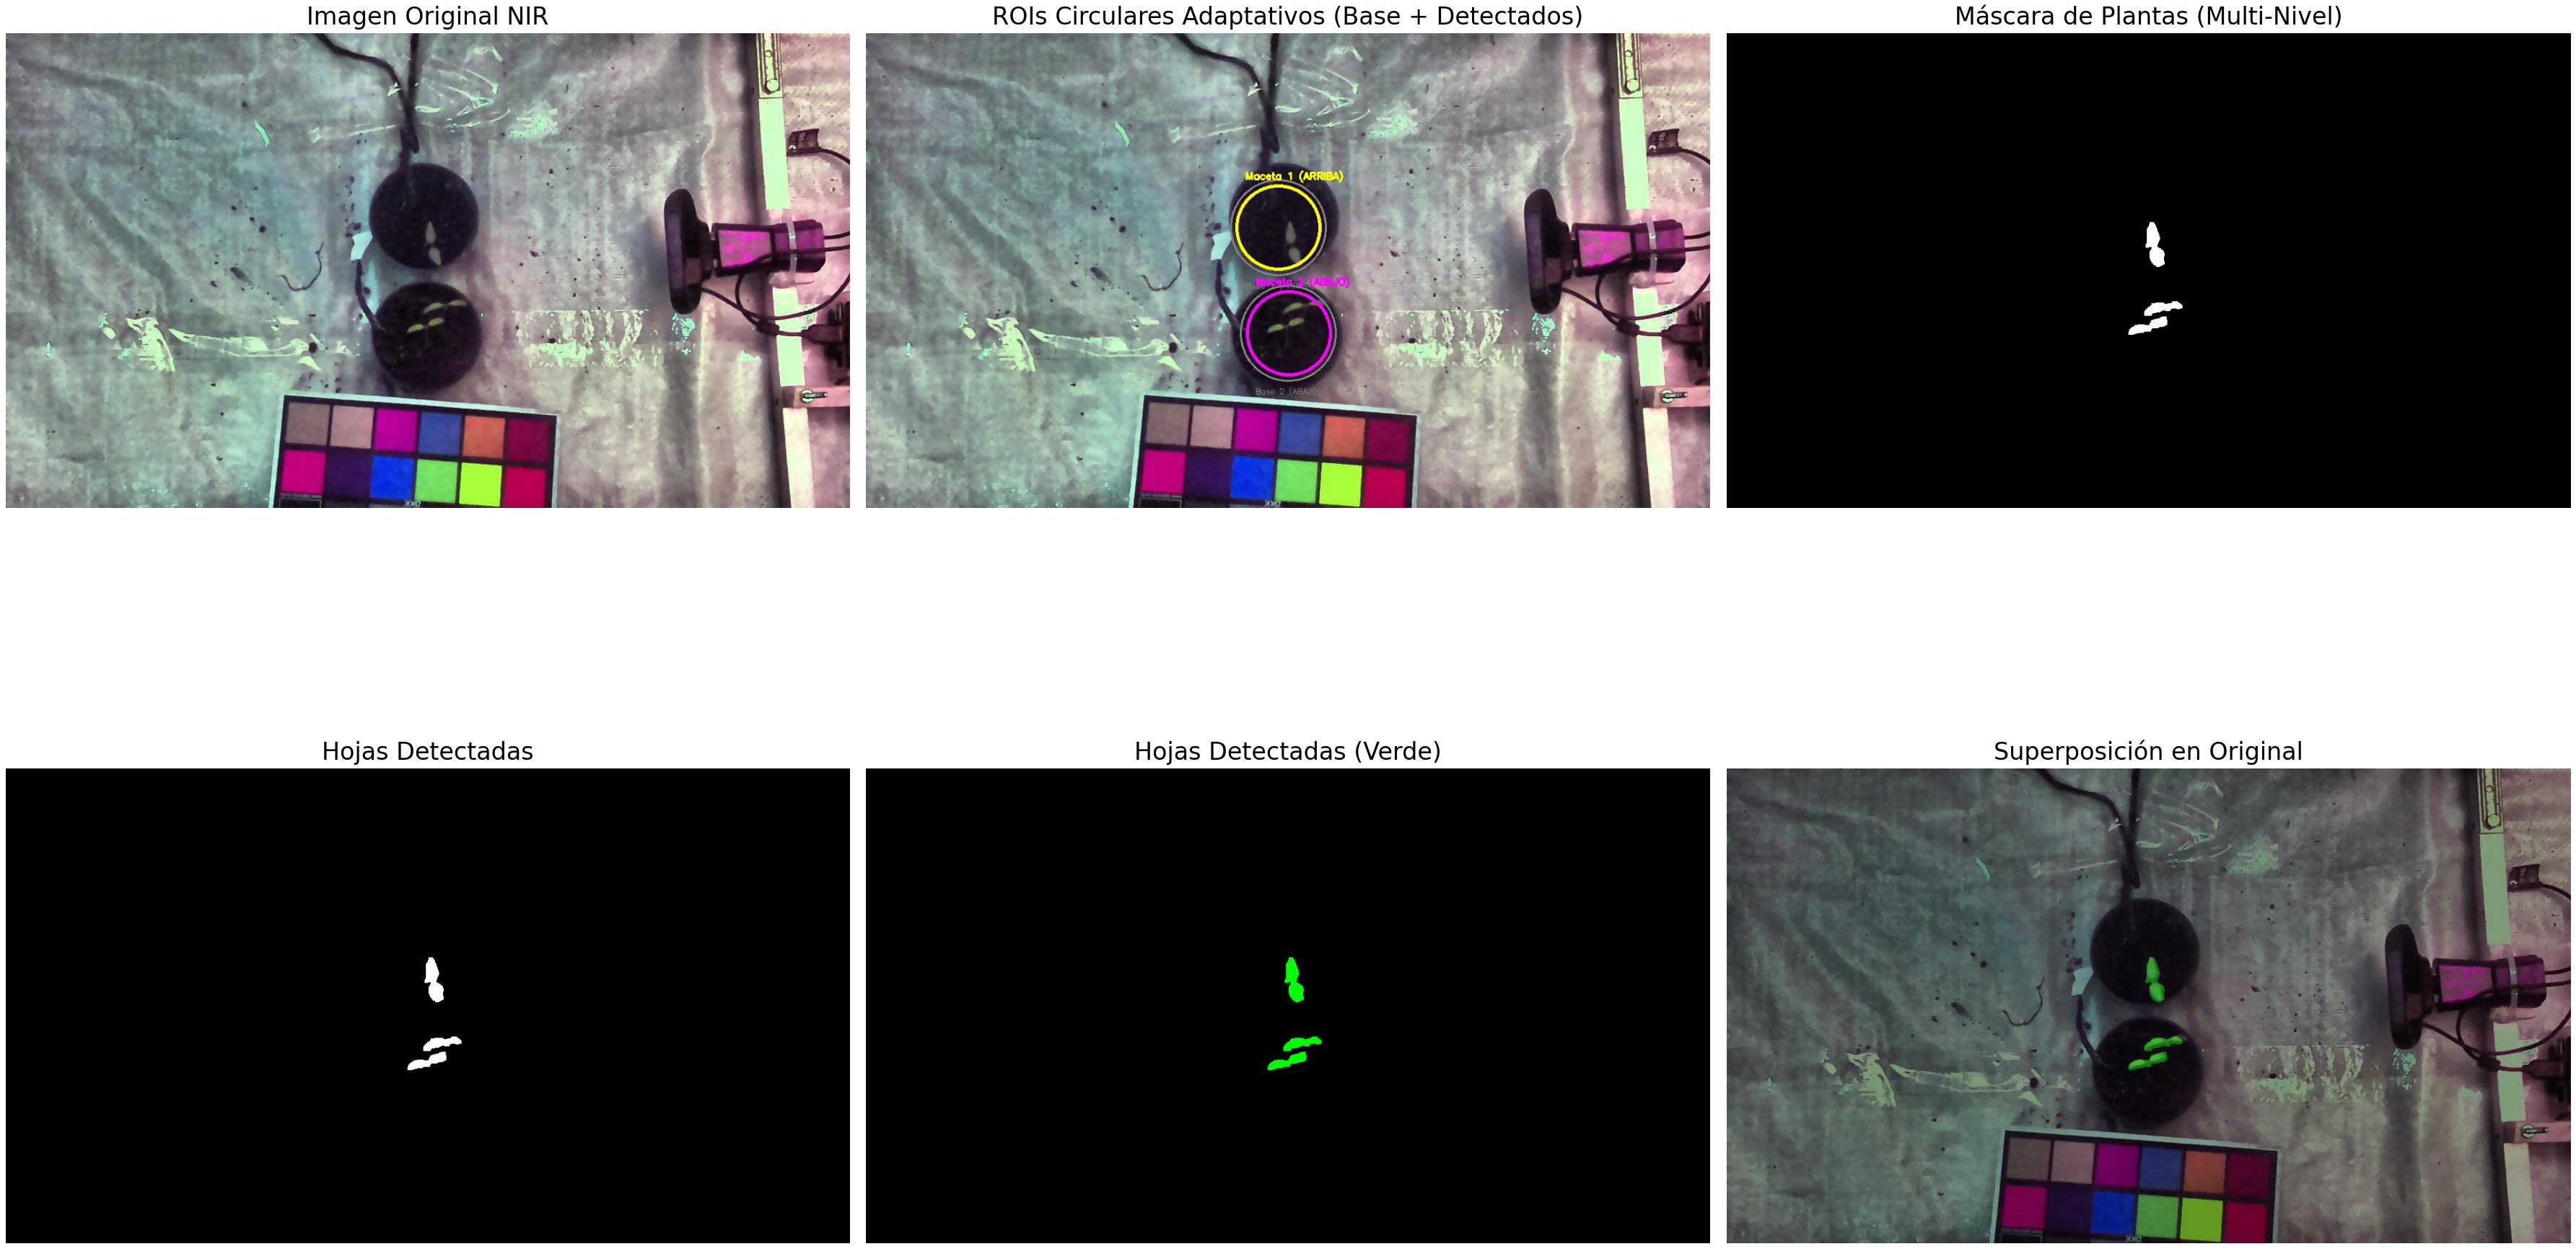 Imagen Original NIR
ROIs Circulares Adaptativos (Base + Detectados)
Máscara de Plantas (Multi-Nivel)
Maceta 1 (ARRIBA)
Maceta 2 (ABAJO)
Base 2 (ABAJO)
Hojas Detectadas
Hojas Detectadas (Verde)
Superposición en Original